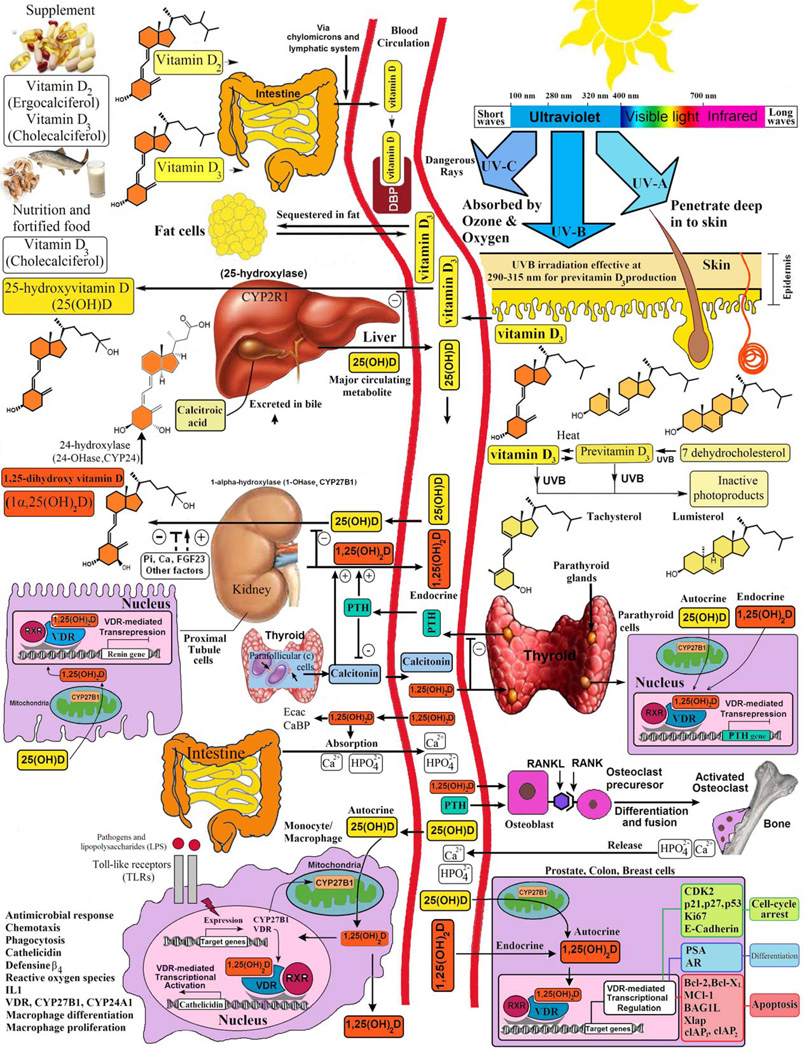 Supplement
Vitamin D2
(Ergocalciferol)
Vitamin D3
(Cholecalciferol)
Nutrition and
fortified food
Vitamin D3
(Cholecalciferol)
HO
Vitamin D2
HO
Vitamin D3
Intestine
Via
chylomicrons and
lymphatic system
Blood
Circulation
vitamin D
vitamin D
DBP
Fat cells
Sequestered in fat
vitamin D3
vitamin D3
100 nm
280 nm
320 nm
400 nm
700 nm
Short
waves
Ultraviolet
Visible light
Infrared
Long
waves
Dangerous
Rays
UV-C
UV-B
UV-A
Absorbed by
Ozone &
Oxygen
Penetrate deep
in to skin
UVB irradiation effective at
290-315 nm for previtamin D3production
Skin
Epidermis
vitamin D3
25-hydroxyvitamin D
(25(OH)D
(25-hydroxylase)
CYP2R1
Liver
25(OH)D
Major circulating
metabolite
25(OH)D
Calcitroic
acid
Excreted in bile
OH
HO
OH
O
H
H
HO
OH
24-hydroxylase
(24-OHase,CYP24)
HO
HO
HO
Heat
vitamin D3
Previtamin D3
UVB
7 dehydrocholesterol
UVB
UVB
Inactive
photoproducts
Tachysterol
OH
Lumisterol
H
HO
1,25-dihydroxy vitamin D
(1α,25(OH)2D)
OH
HO
OH
Pi, Ca, FGF23
Other factors
1-alpha-hydroxylase (1-OHase, CYP27B1)
25(OH)D
25(OH)D
1,25(OH)2D
1,25(OH)2D
Endocrine
Kidney
PTH
PTH
Parathyroid
glands
Thyroid
Thyroid
Parafollicular (c)
cells
Calcitonin
Calcitonin
1,25(OH)2D
Nucleus
1,25(OH)2D
RXR
VDR
VDR-mediated
Transrepression
Renin gene
1,25(OH)2D
Mitochondria
CYP27B1
25(OH)D
Proximal
Tubule
cells
Parathyroid
cells
Autocrine
25(OH)D
Endocrine
1,25(OH)2D
CYP27B1
Nucleus
1,25(OH)2D
RXR
VDR
VDR-mediated
Transrepression
PTH gene
Ecac
CaBP
1,25(OH)2D
1,25(OH)2D
Absorption
Ca2+
HPO42-
Ca2+
HPO42-
Intestine
1,25(OH)2D
PTH
RANKL
RANK
Osteoblast
Osteoclast
precuresor
Differentiation
and fusion
Activated
Osteoclast
Bone
Release
HPO42-
Ca2+
25(OH)D
Ca2+
HPO42-
Pathogens and
lipopolysaccharides (LPS)
Toll-like receptors
(TLRs)
Monocyte/
Macrophage
Autocrine
25(OH)D
Mitochondria
CYP27B1
Expression
CYP27B1
VDR
Target genes
1,25(OH)2D
1,25(OH)2D
VDR
RXR
VDR-mediated
Transcriptional
Activation
Cathelicidin
Nucleus
1,25(OH)2D
Antimicrobial response
Chemotaxis
Phagocytosis
Cathelicidin
Defensine β4
Reactive oxygen species
IL1
VDR, CYP27B1, CYP24A1
Macrophage differentiation
Macrophage proliferation
Prostate, Colon, Breast cells
25(OH)D
1,25(OH)2D
CYP27B1
Autocrine
Endocrine
1,25(OH)2D
1,25(OH)2D
RXR
VDR
VDR-mediated
Transcriptional
Regulation
Target genes
CDK2
p21,p27,p53
Ki67
E-Cadherin
Cell-cycle
arrest
PSA
AR
Differentiation
Bcl-2,Bcl-XL
MCl-1
BAG1L
Xlap
cIAP1, cIAP2
Apoptosis